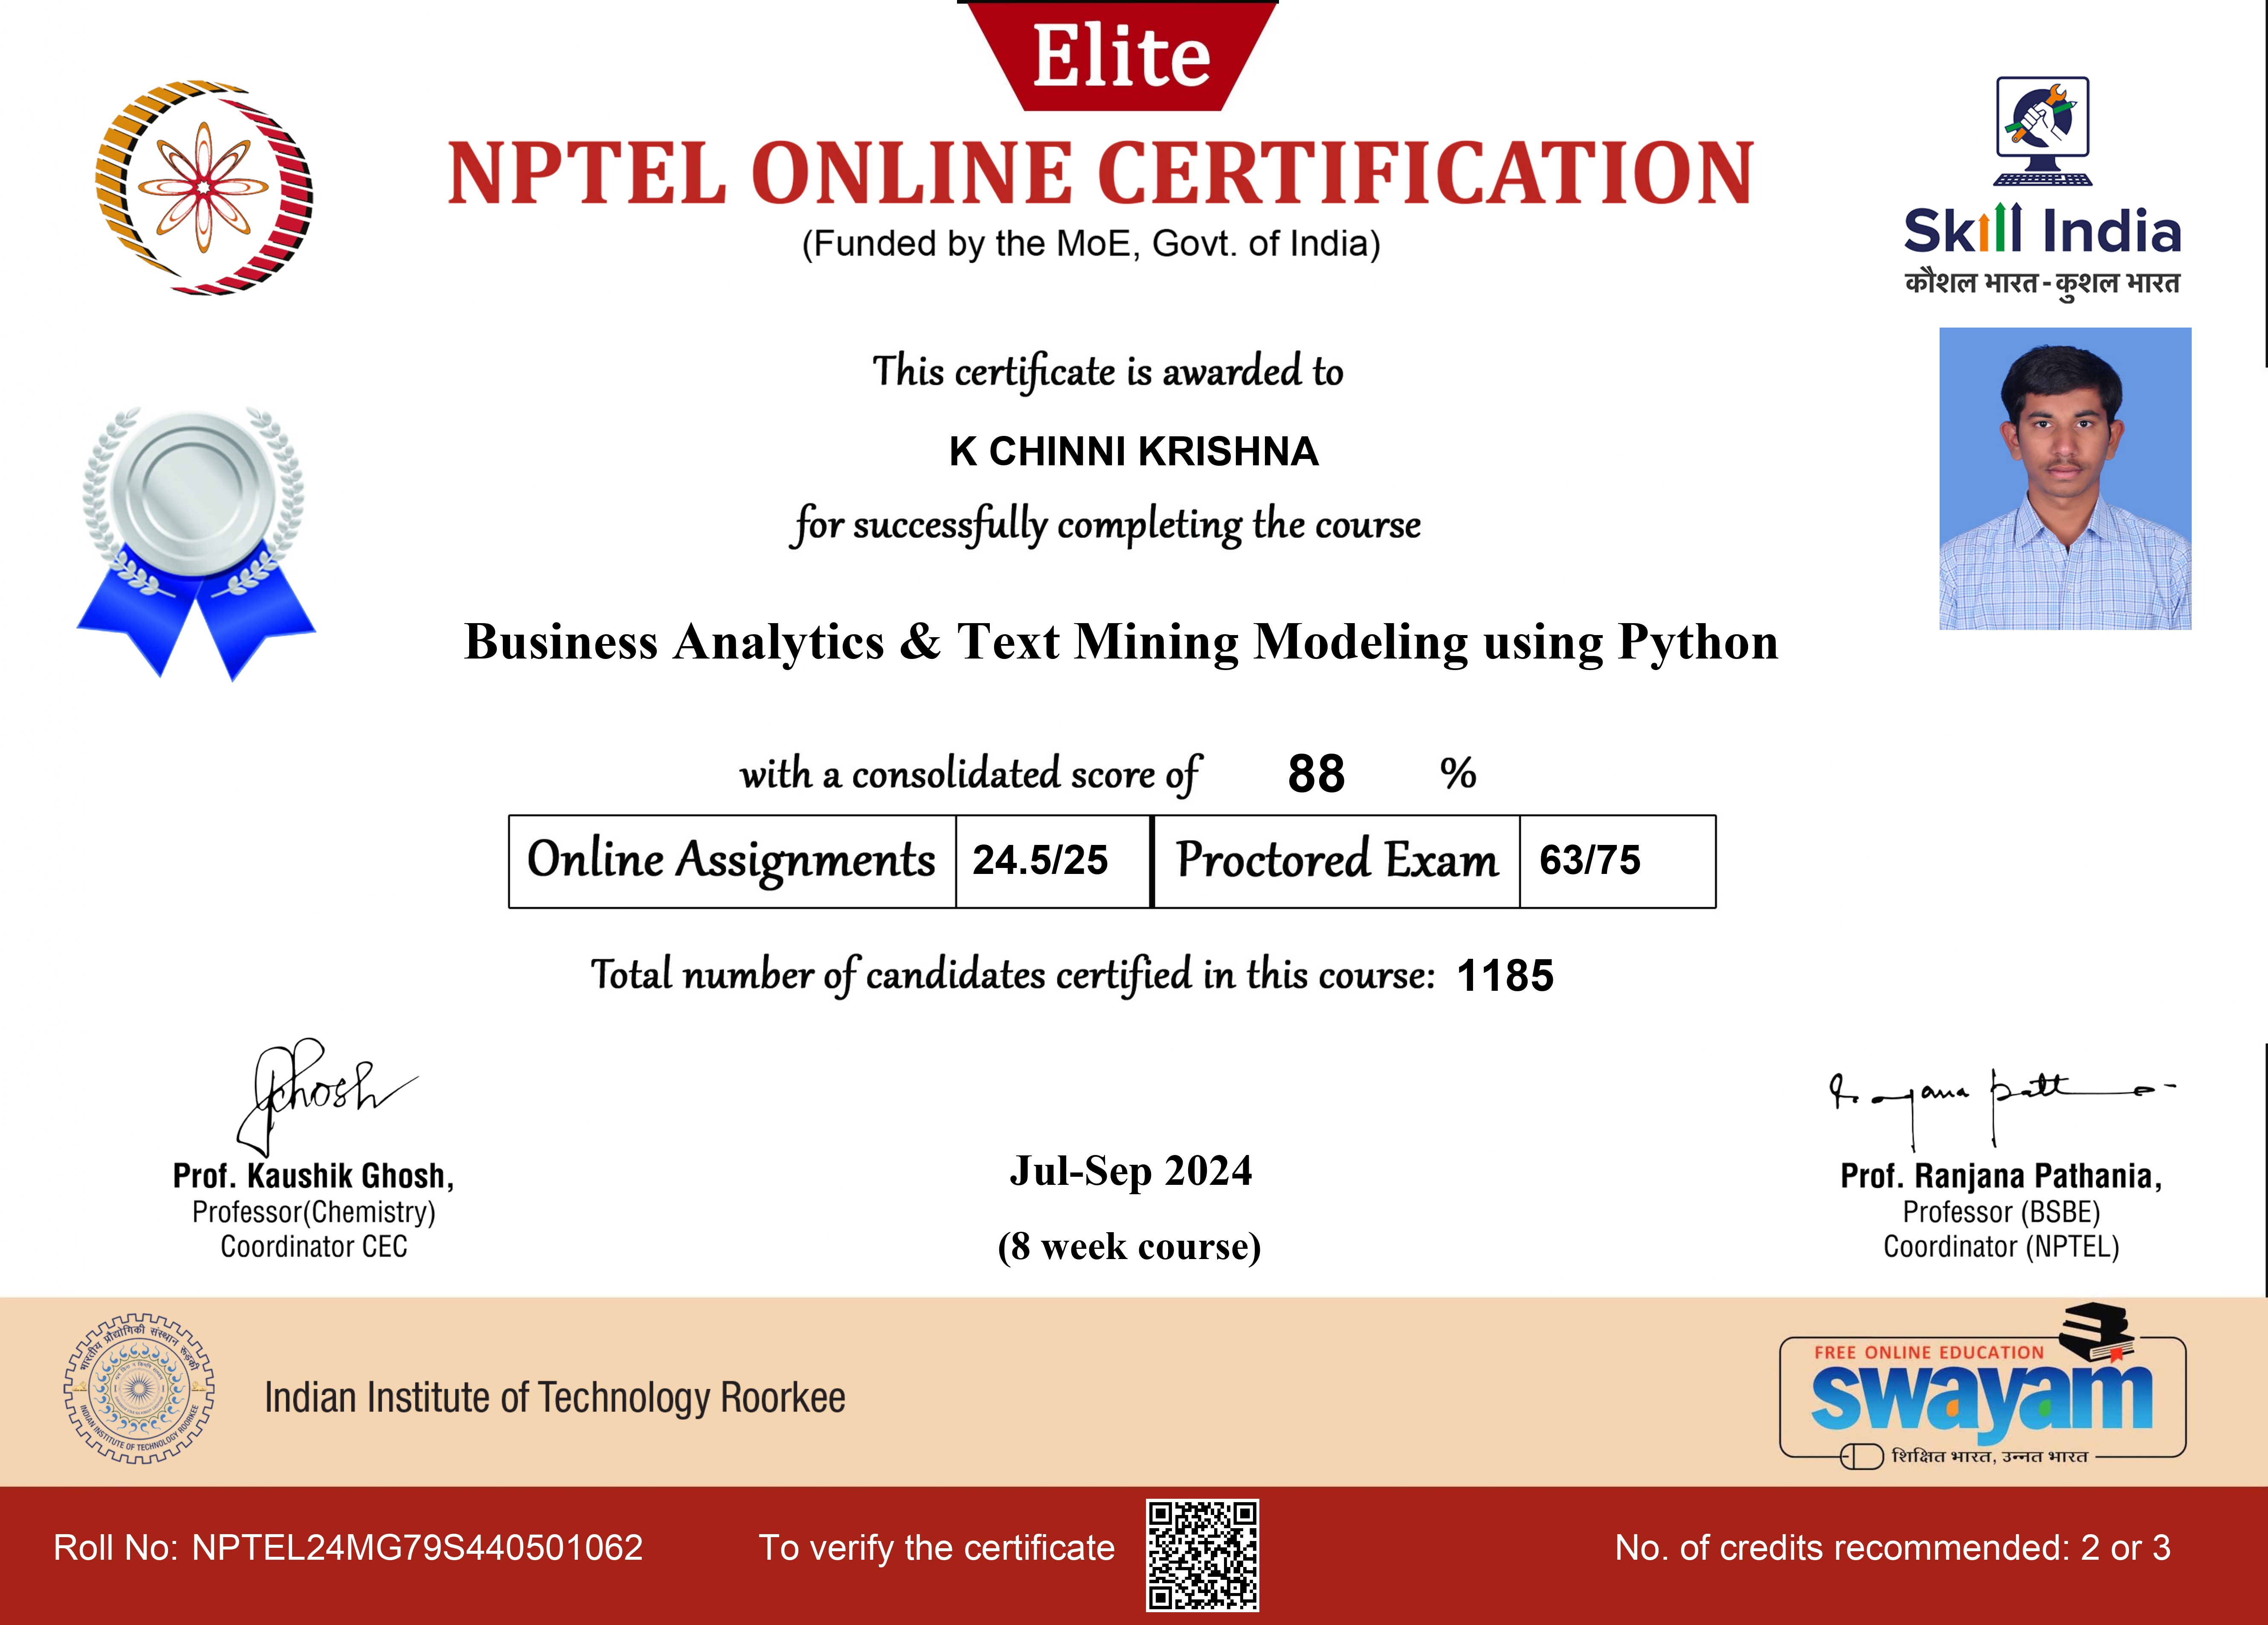 Elite
NPTEL ONLINE CERTIFICATION
(Funded by the MoE, Govt. of India)
Skill India
कौशल भारत - कुशल भारत
This certificate is awarded to
K CHINNI KRISHNA
for successfully completing the course
Business Analytics & Text Mining Modeling using Python
with a consolidated score of 88 %
Online Assignments 24.5/25 Proctored Exam 63/75
Total number of candidates certified in this course: 1185
Ghosh
Prof. Kaushik Ghosh,
Professor(Chemistry)
Coordinator CEC
Jul-Sep 2024
(8 week course)
Prof. Ranjana Pathania,
Professor (BSBE)
Coordinator (NPTEL)
भारतीय प्रौद्योगिकी संस्थान रूड़की
INDIAN INSTITUTE OF TECHNOLOGY ROORKEE
Indian Institute of Technology Roorkee
FREE ONLINE EDUCATION
swayam
शिक्षित भारत, उन्नत भारत
Roll No: NPTEL24MG79S440501062
To verify the certificate
No. of credits recommended: 2 or 3